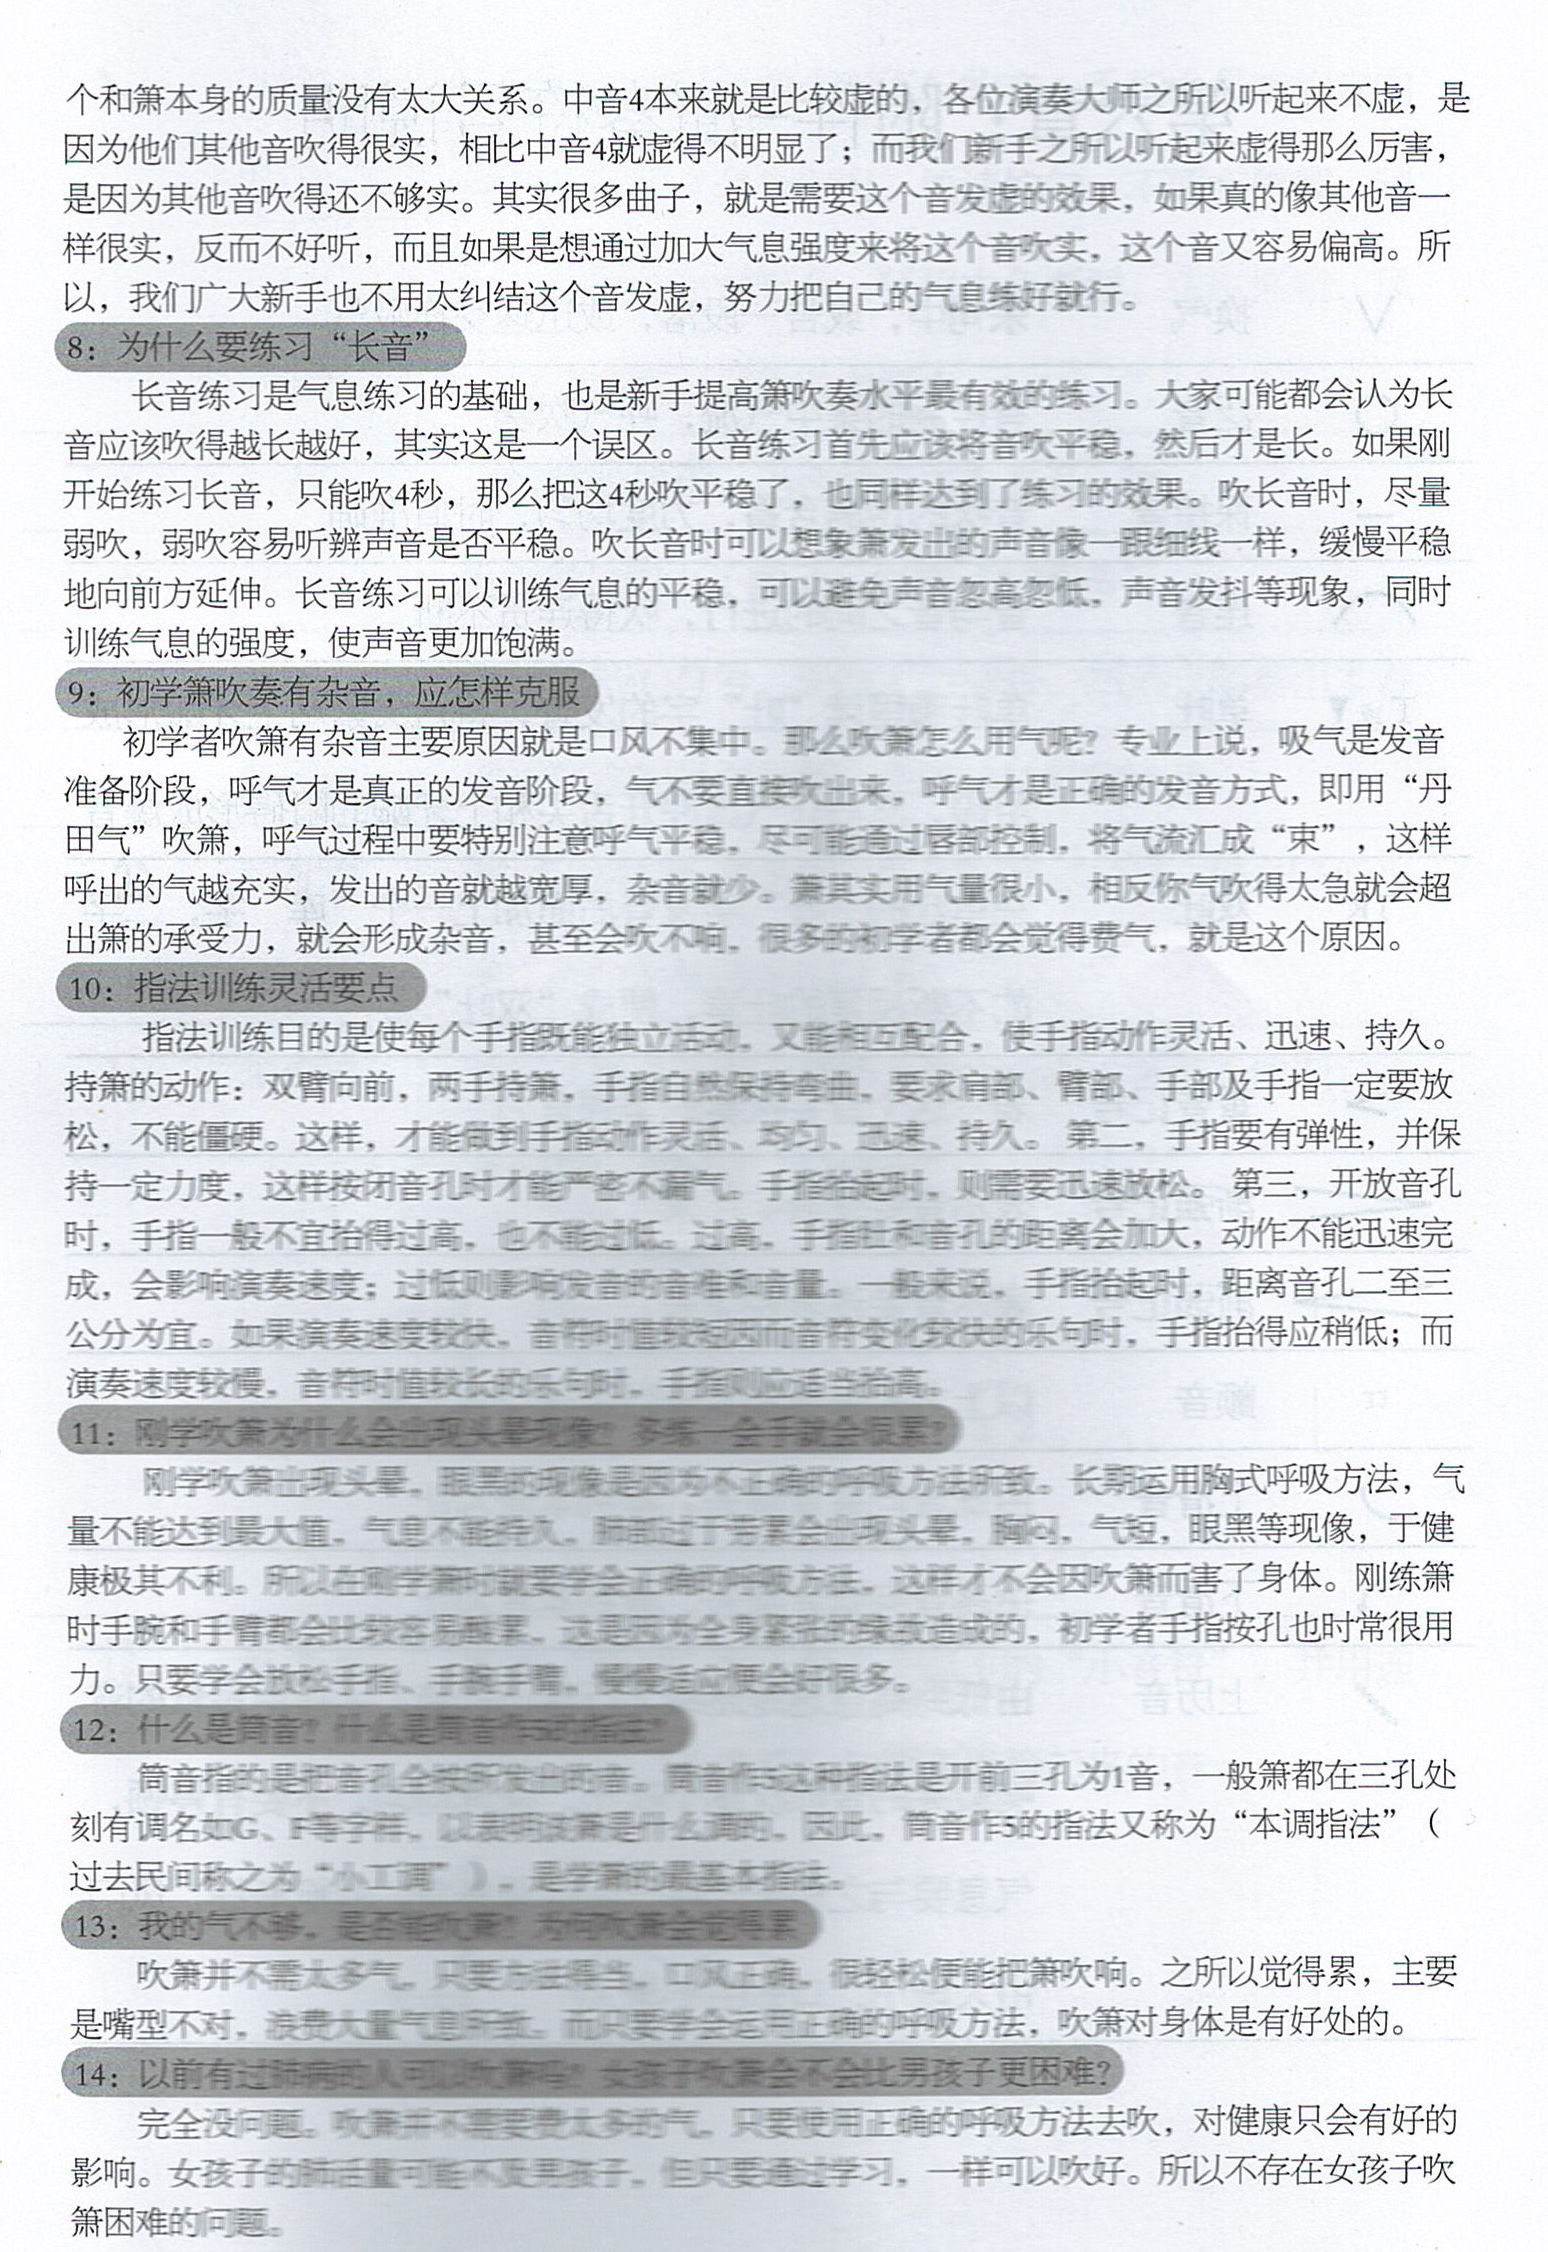 个和箫本身的质量没有太大关系。中音4本来就是比较虚的，各位演奏大师之所以听起来不虚，是
因为他们其他音吹得很实，相比中音4就虚得不明显了；而我们新手之所以听起来虚得那么厉害，
是因为其他音吹得还不够实。其实很多曲子，就是需要这个音发虚的效果，如果真的像其他音一
样很实，反而不好听，而且如果是想通过加大气息强度来将这个音吹实，这个音又容易偏高。所
以，我们广大新手也不用太纠结这个音发虚，努力把自己的气息练好就行。
8：为什么要练习“长音”
长音练习是气息练习的基础，也是新手提高箫吹奏水平最有效的练习。大家可能都会认为长
音应该吹得越长越好，其实这是一个误区。长音练习首先应该将音吹平稳，然后才是长。如果刚
开始练习长音，只能吹4秒，那么把这4秒吹平稳了，也同样达到了练习的效果。吹长音时，尽量
弱吹，弱吹容易听辨声音是否平稳。吹长音时可以想象箫发出的声音像一跟细线一样，缓慢平稳
地向前方延伸。长音练习可以训练气息的平稳，可以避免声音忽高忽低，声音发抖等现象，同时
训练气息的强度，使声音更加饱满。
9：初学箫吹奏有杂音，应怎样克服
初学者吹箫有杂音主要原因就是口风不集中。那么吹箫怎么用气呢？专业上说，吸气是发音
准备阶段，呼气才是真正的发音阶段，气不要直接吹出来，呼气才是正确的发音方式，即用“丹
田气”吹箫，呼气过程中要特别注意呼气平稳，尽可能通过唇部控制，将气流汇成“束”，这样
呼出的气越充实，发出的音就越宽厚，杂音就少。箫其实用气量很小，相反你气吹得太急就会超
出箫的承受力，就会形成杂音，甚至会吹不响，很多的初学者都会觉得费气，就是这个原因。
10：指法训练灵活要点
指法训练目的是使每个手指既能独立活动，又能相互配合，使手指动作灵活、迅速、持久。
持箫的动作：双臂向前，两手持箫，手指自然保持弯曲，要求肩部、臂部、手部及手指一定要放
松，不能僵硬。这样，才能做到手指动作灵活、均匀、迅速、持久。 第二，手指要有弹性，并保
持一定力度，这样按闭音孔时才能严密不漏气，手指抬起时，则需要迅速放松。 第三，开放音孔
时，手指一般不宜抬得过高，也不能过低。过高，手指肚和音孔的距离会加大，动作不能迅速完
成，会影响演奏速度；过低则影响发音的音准和音量。一般来说，手指抬起时，距离音孔二至三
公分为宜。如果演奏速度较快，音符时值较短因而音符变化较快的乐句时，手指抬得应稍低；而
演奏速度较慢，音符时值较长的乐句时，手指则应适当抬高。
11：刚学吹箫为什么会出现头晕现像？多练一会手就会很累？
刚学吹箫出现头晕，眼黑的现像是因为不正确的呼吸方法所致。长期运用胸式呼吸方法，气
量不能达到最大值，气息不能持久，肺部过于劳累会出现头晕，胸闷，气短，眼黑等现像，于健
康极其不利。所以在刚学箫时就要学会正确的呼吸方法，这样才不会因吹箫而害了身体。刚练箫
时手腕和手臂都会比较容易酸累，这是因为全身紧张的缘故造成的，初学者手指按孔也时常很用
力。只要学会放松手指、手腕手臂，慢慢适应便会好很多。
12：什么是筒音？什么是筒音作5的指法？
筒音指的是把音孔全按所发出的音，筒音作5这种指法是开前三孔为1音，一般箫都在三孔处
刻有调名如G、F等字样，以表明该箫是什么调的，因此，筒音作5的指法又称为“本调指法”（
过去民间称之为“小工调”），是学箫的最基本指法。
13：我的气不够，是否能吹箫？为何吹箫会觉得累
吹箫并不需太多气，只要方法得当，口风正确，很轻松便能把箫吹响。之所以觉得累，主要
是嘴型不对，浪费大量气息所致，而只要学会运用正确的呼吸方法，吹箫对身体是有好处的。
14：以前有过肺病的人可以吹箫吗？女孩子吹箫会不会比男孩子更困难？
完全没问题。吹箫并不需要费太多的气，只要使用正确的呼吸方法去吹，对健康只会有好的
影响。女孩子的肺活量可能不及男孩子，但只要通过学习，一样可以吹好。所以不存在女孩子吹
箫困难的问题。